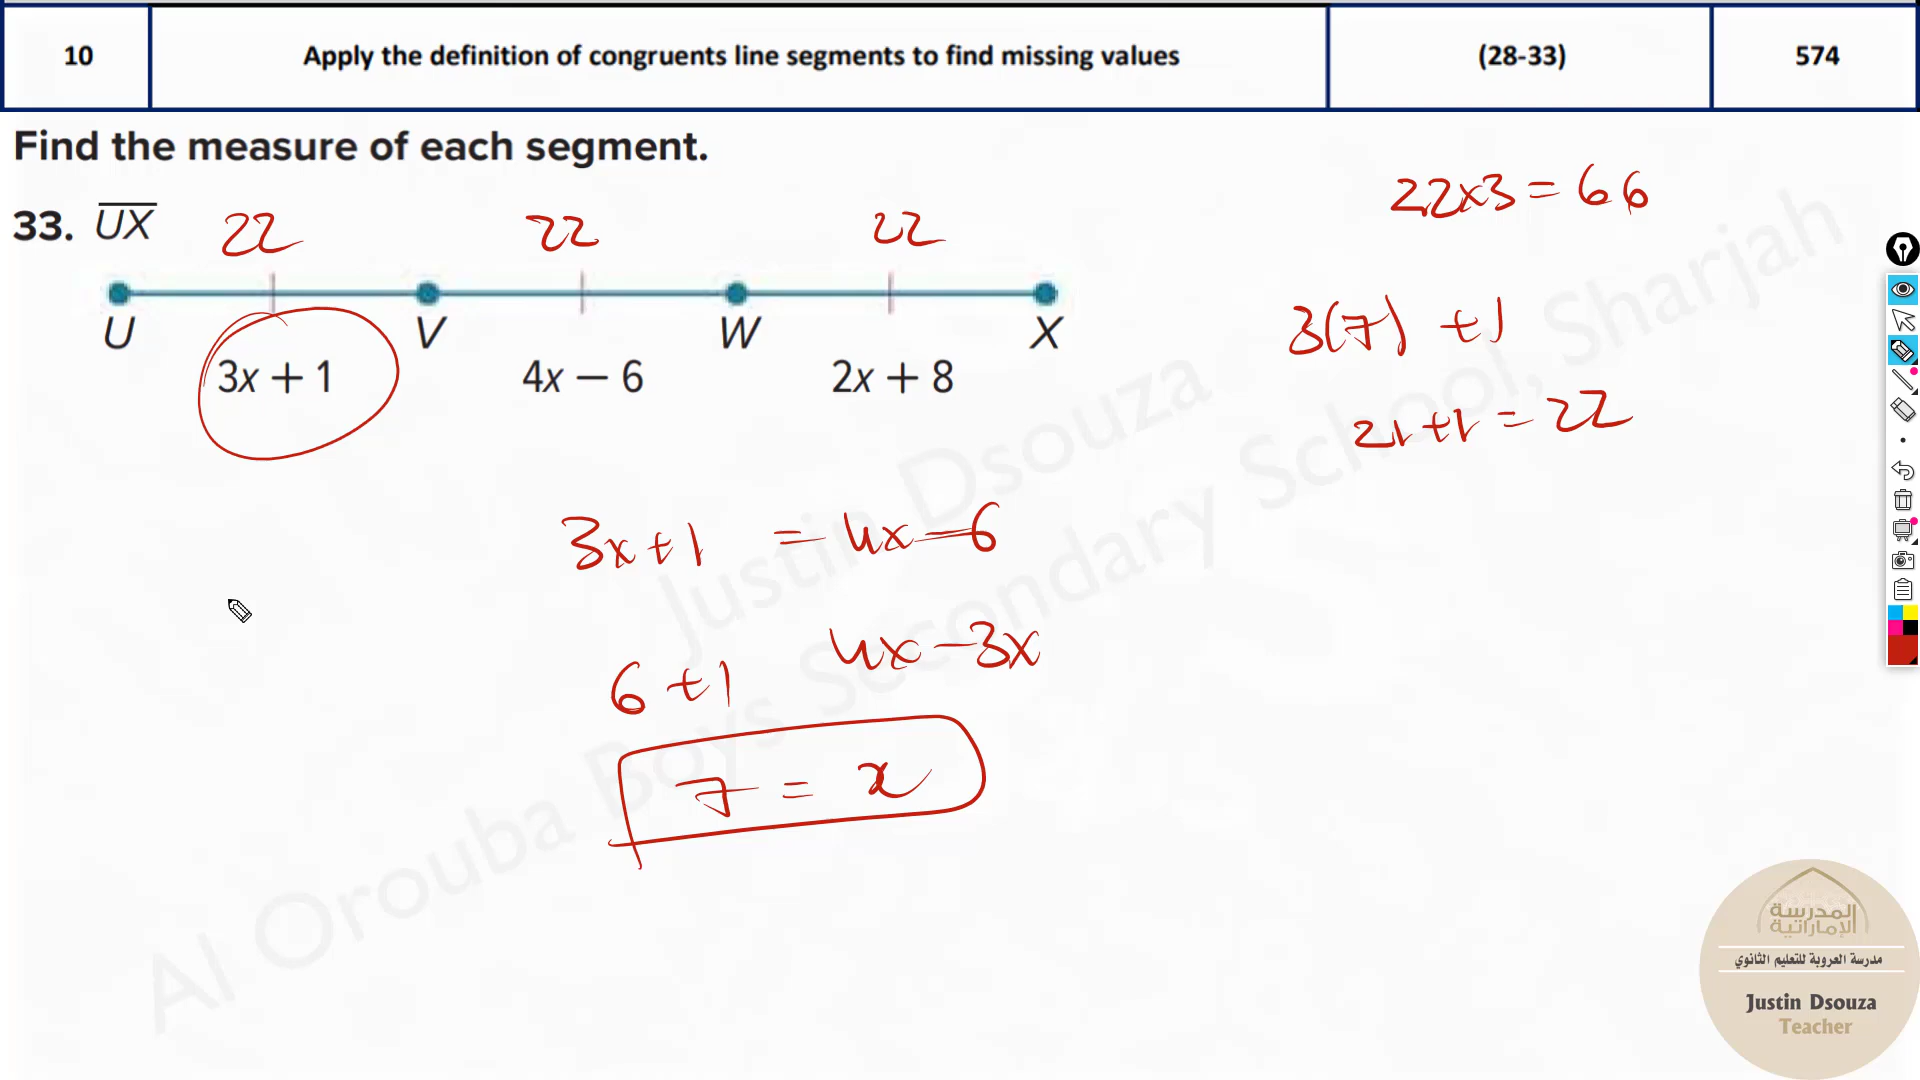 10 Apply the definition of congruents line segments to find missing values (28-33) 574
Find the measure of each segment.
33. UX
22 22 22
U V W X
3x + 1 4x – 6 2x + 8
22x3 = 66
3(7) +1
21+1 = 22
3x+1 = 4x-6
6 +1 4x-3x
7 = x
Justin Dsouza
Al Orouba Boys Secondary School, Sharjah
المدرسة
الإماراتية
مدرسة العروبة للتعليم الثانوي
Justin Dsouza
Teacher